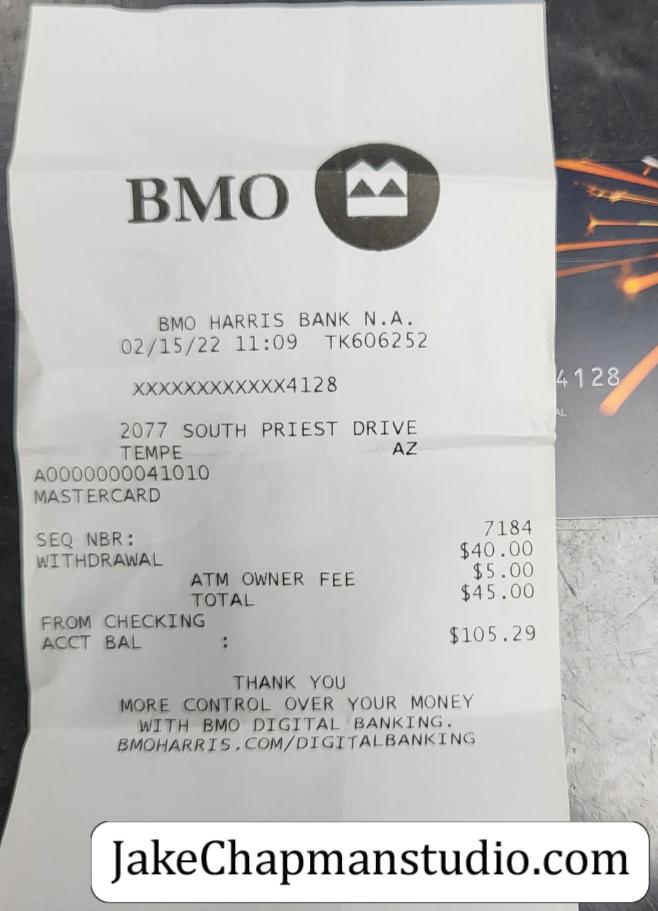 BMO
BMO HARRIS BANK N.A.
02/15/22 11:09 TK606252
XXXXXXXXXXXX4128
4128
AL
2077 SOUTH PRIEST DRIVE
TEMPE AZ
A0000000041010
MASTERCARD
SEQ NBR: 7184
WITHDRAWAL $40.00
ATM OWNER FEE $5.00
TOTAL $45.00
FROM CHECKING
ACCT BAL : $105.29
THANK YOU
MORE CONTROL OVER YOUR MONEY
WITH BMO DIGITAL BANKING.
BMOHARRIS.COM/DIGITALBANKING
JakeChapmanstudio.com